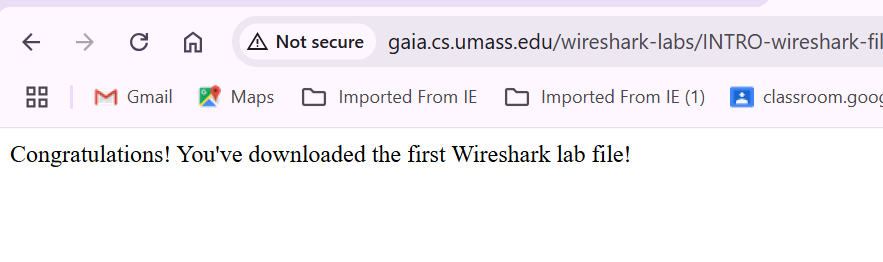 Not secure gaia.cs.umass.edu/wireshark-labs/INTRO-wireshark-fil
Gmail Maps Imported From IE Imported From IE (1) classroom.goog
Congratulations! You've downloaded the first Wireshark lab file!